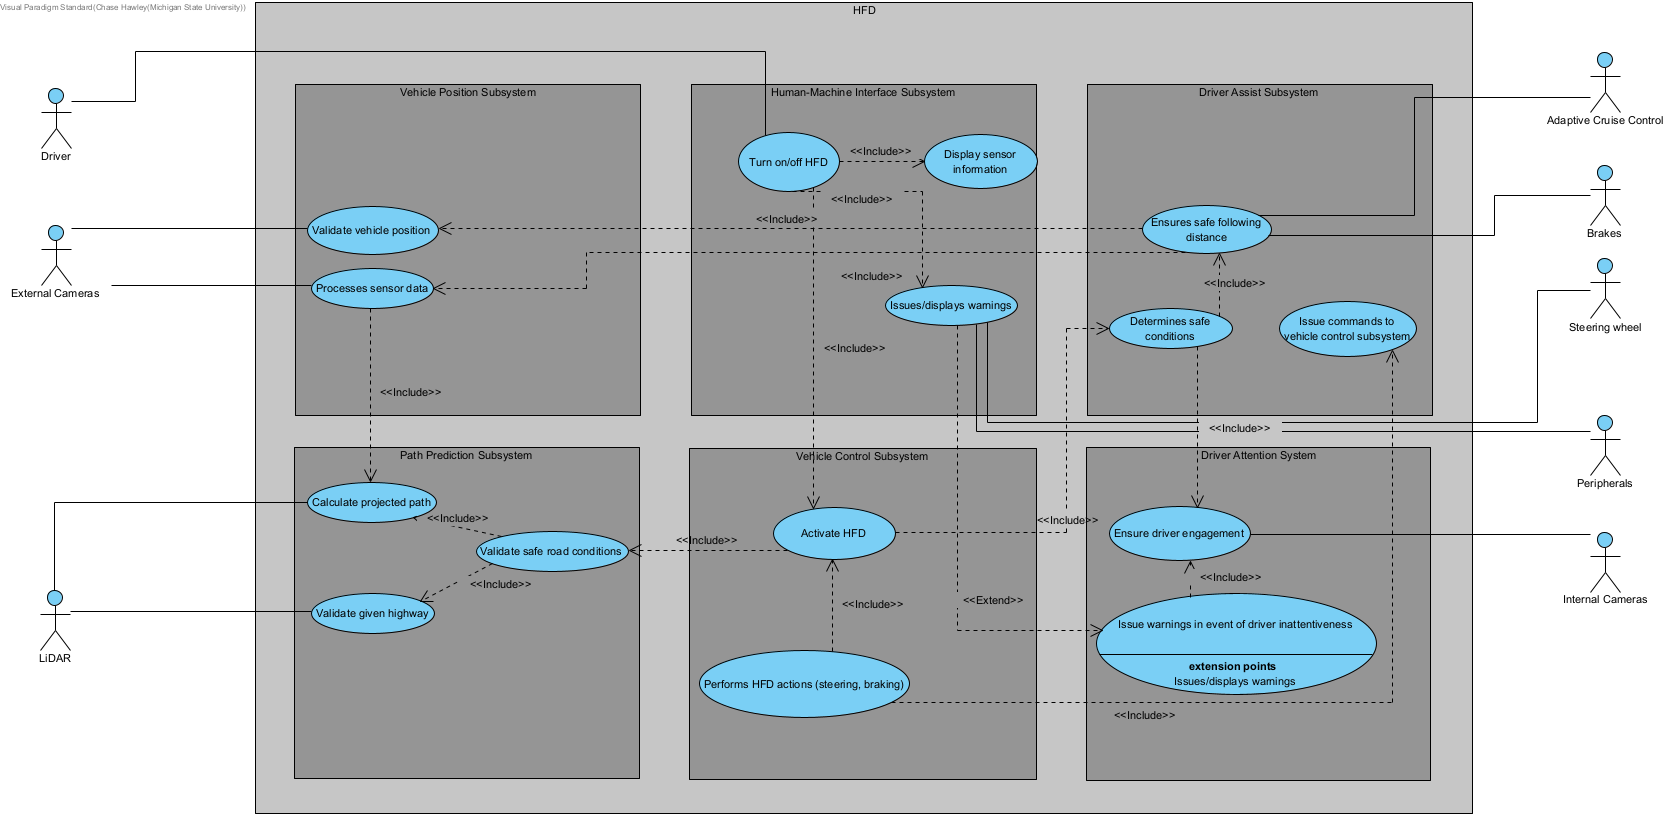 Visual Paradigm Standard(Chase Hawley(Michigan State University))
HFD
Driver
External Cameras
LiDAR
Vehicle Position Subsystem
Validate vehicle position
Processes sensor data
<<Include>>
Human-Machine Interface Subsystem
Turn on/off HFD
<<Include>>
Display sensor
information
<<Include>>
<<Include>>
<<Include>>
Issues/displays warnings
<<Include>>
Driver Assist Subsystem
Ensures safe following
distance
<<Include>>
Determines safe
conditions
Issue commands to
vehicle control subsystem
<<Include>>
Path Prediction Subsystem
Calculate projected path
<<Include>>
Validate safe road conditions
<<Include>>
Validate given highway
Vehicle Control Subsystem
<<Include>>
Activate HFD
<<Include>>
<<Include>>
<<Extend>>
Performs HFD actions (steering, braking)
Driver Attention System
Ensure driver engagement
<<Include>>
Issue warnings in event of driver inattentiveness
extension points
Issues/displays warnings
<<Include>>
Adaptive Cruise Control
Brakes
Steering wheel
Peripherals
Internal Cameras